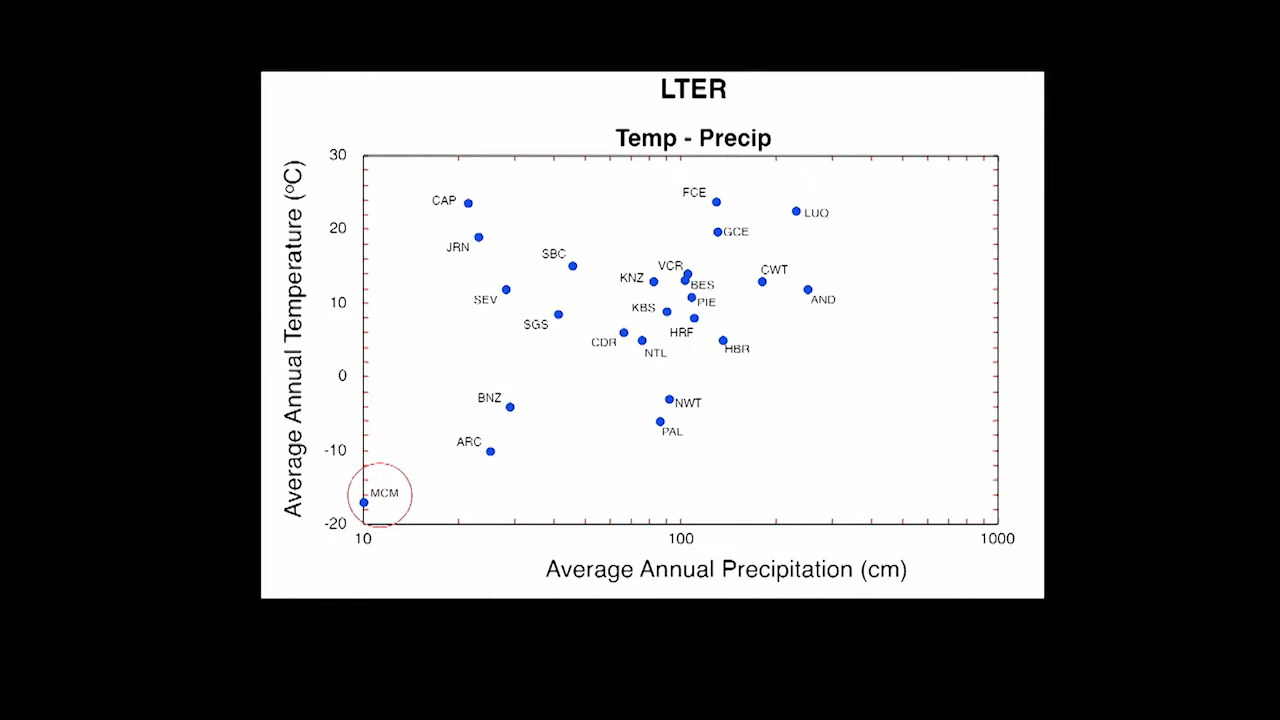 LTER
Temp - Precip
Average Annual Temperature (°C)
30
20
10
0
-10
-20
CAP
FCE
LUQ
GCE
JRN
SBC
VCR
CWT
KNZ
BES
SEV
PIE
AND
KBS
SGS
HRF
CDR
HBR
NTL
BNZ
NWT
PAL
ARC
MCM
10
100
1000
Average Annual Precipitation (cm)